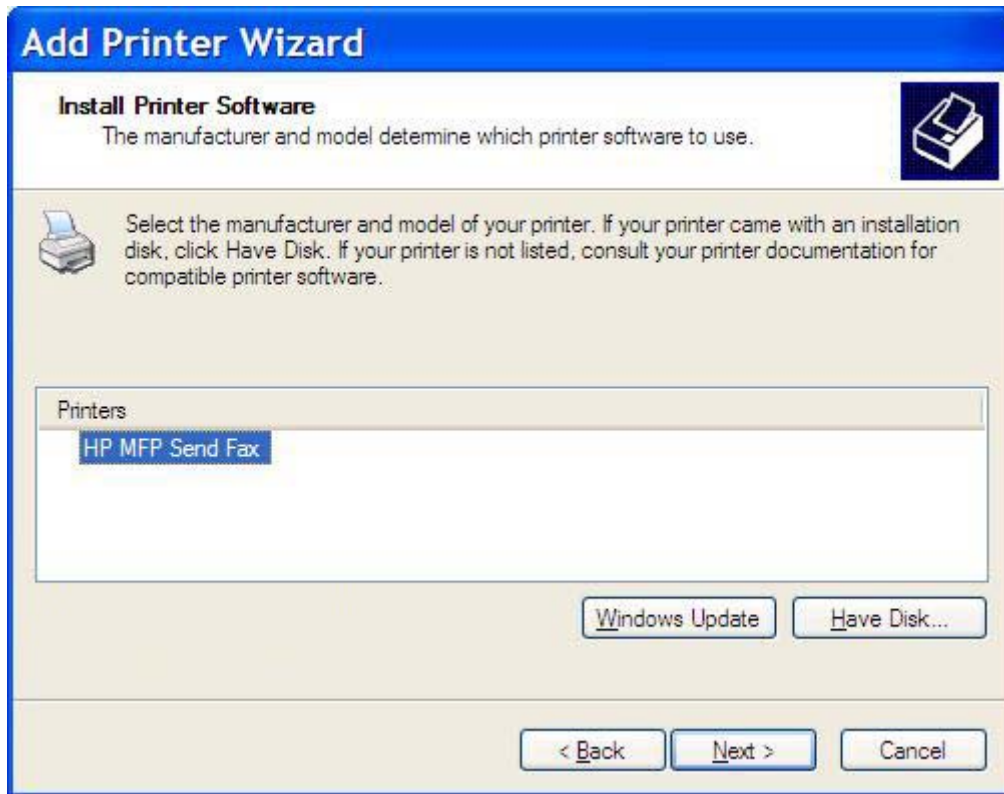 Add Printer Wizard
Install Printer Software
The manufacturer and model determine which printer software to use.
Select the manufacturer and model of your printer. If your printer came with an installation
disk, click Have Disk. If your printer is not listed, consult your printer documentation for
compatible printer software.
Printers
HP MFP Send Fax
Windows Update
Have Disk...
< Back
Next >
Cancel